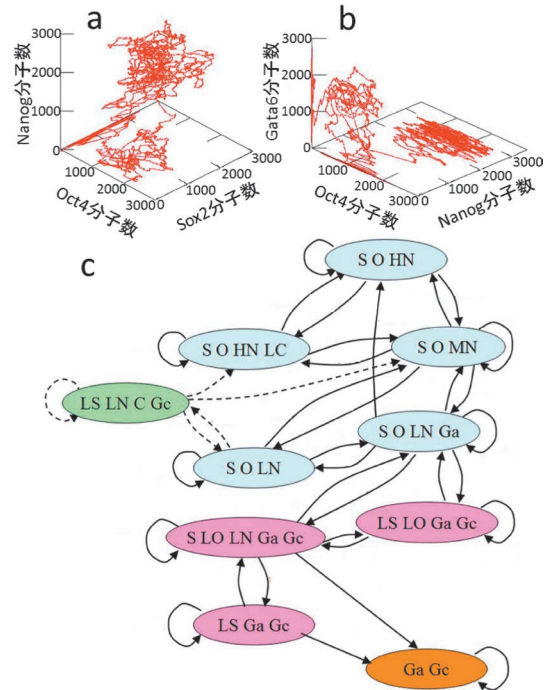 a
b
Nanog分子数
3000
2000
1000
0
Oct4分子数
1000
2000
30000
Sox2分子数
1000
2000
3000
Gata6分子数
3000
2000
1000
0
Oct4分子数
1000
2000
30000
Nanog分子数
1000
2000
3000
c
S O HN
S O HN LC
S O MN
LS LN C Gc
S O LN Ga
S O LN
S LO LN Ga Gc
LS LO Ga Gc
LS Ga Gc
Ga Gc